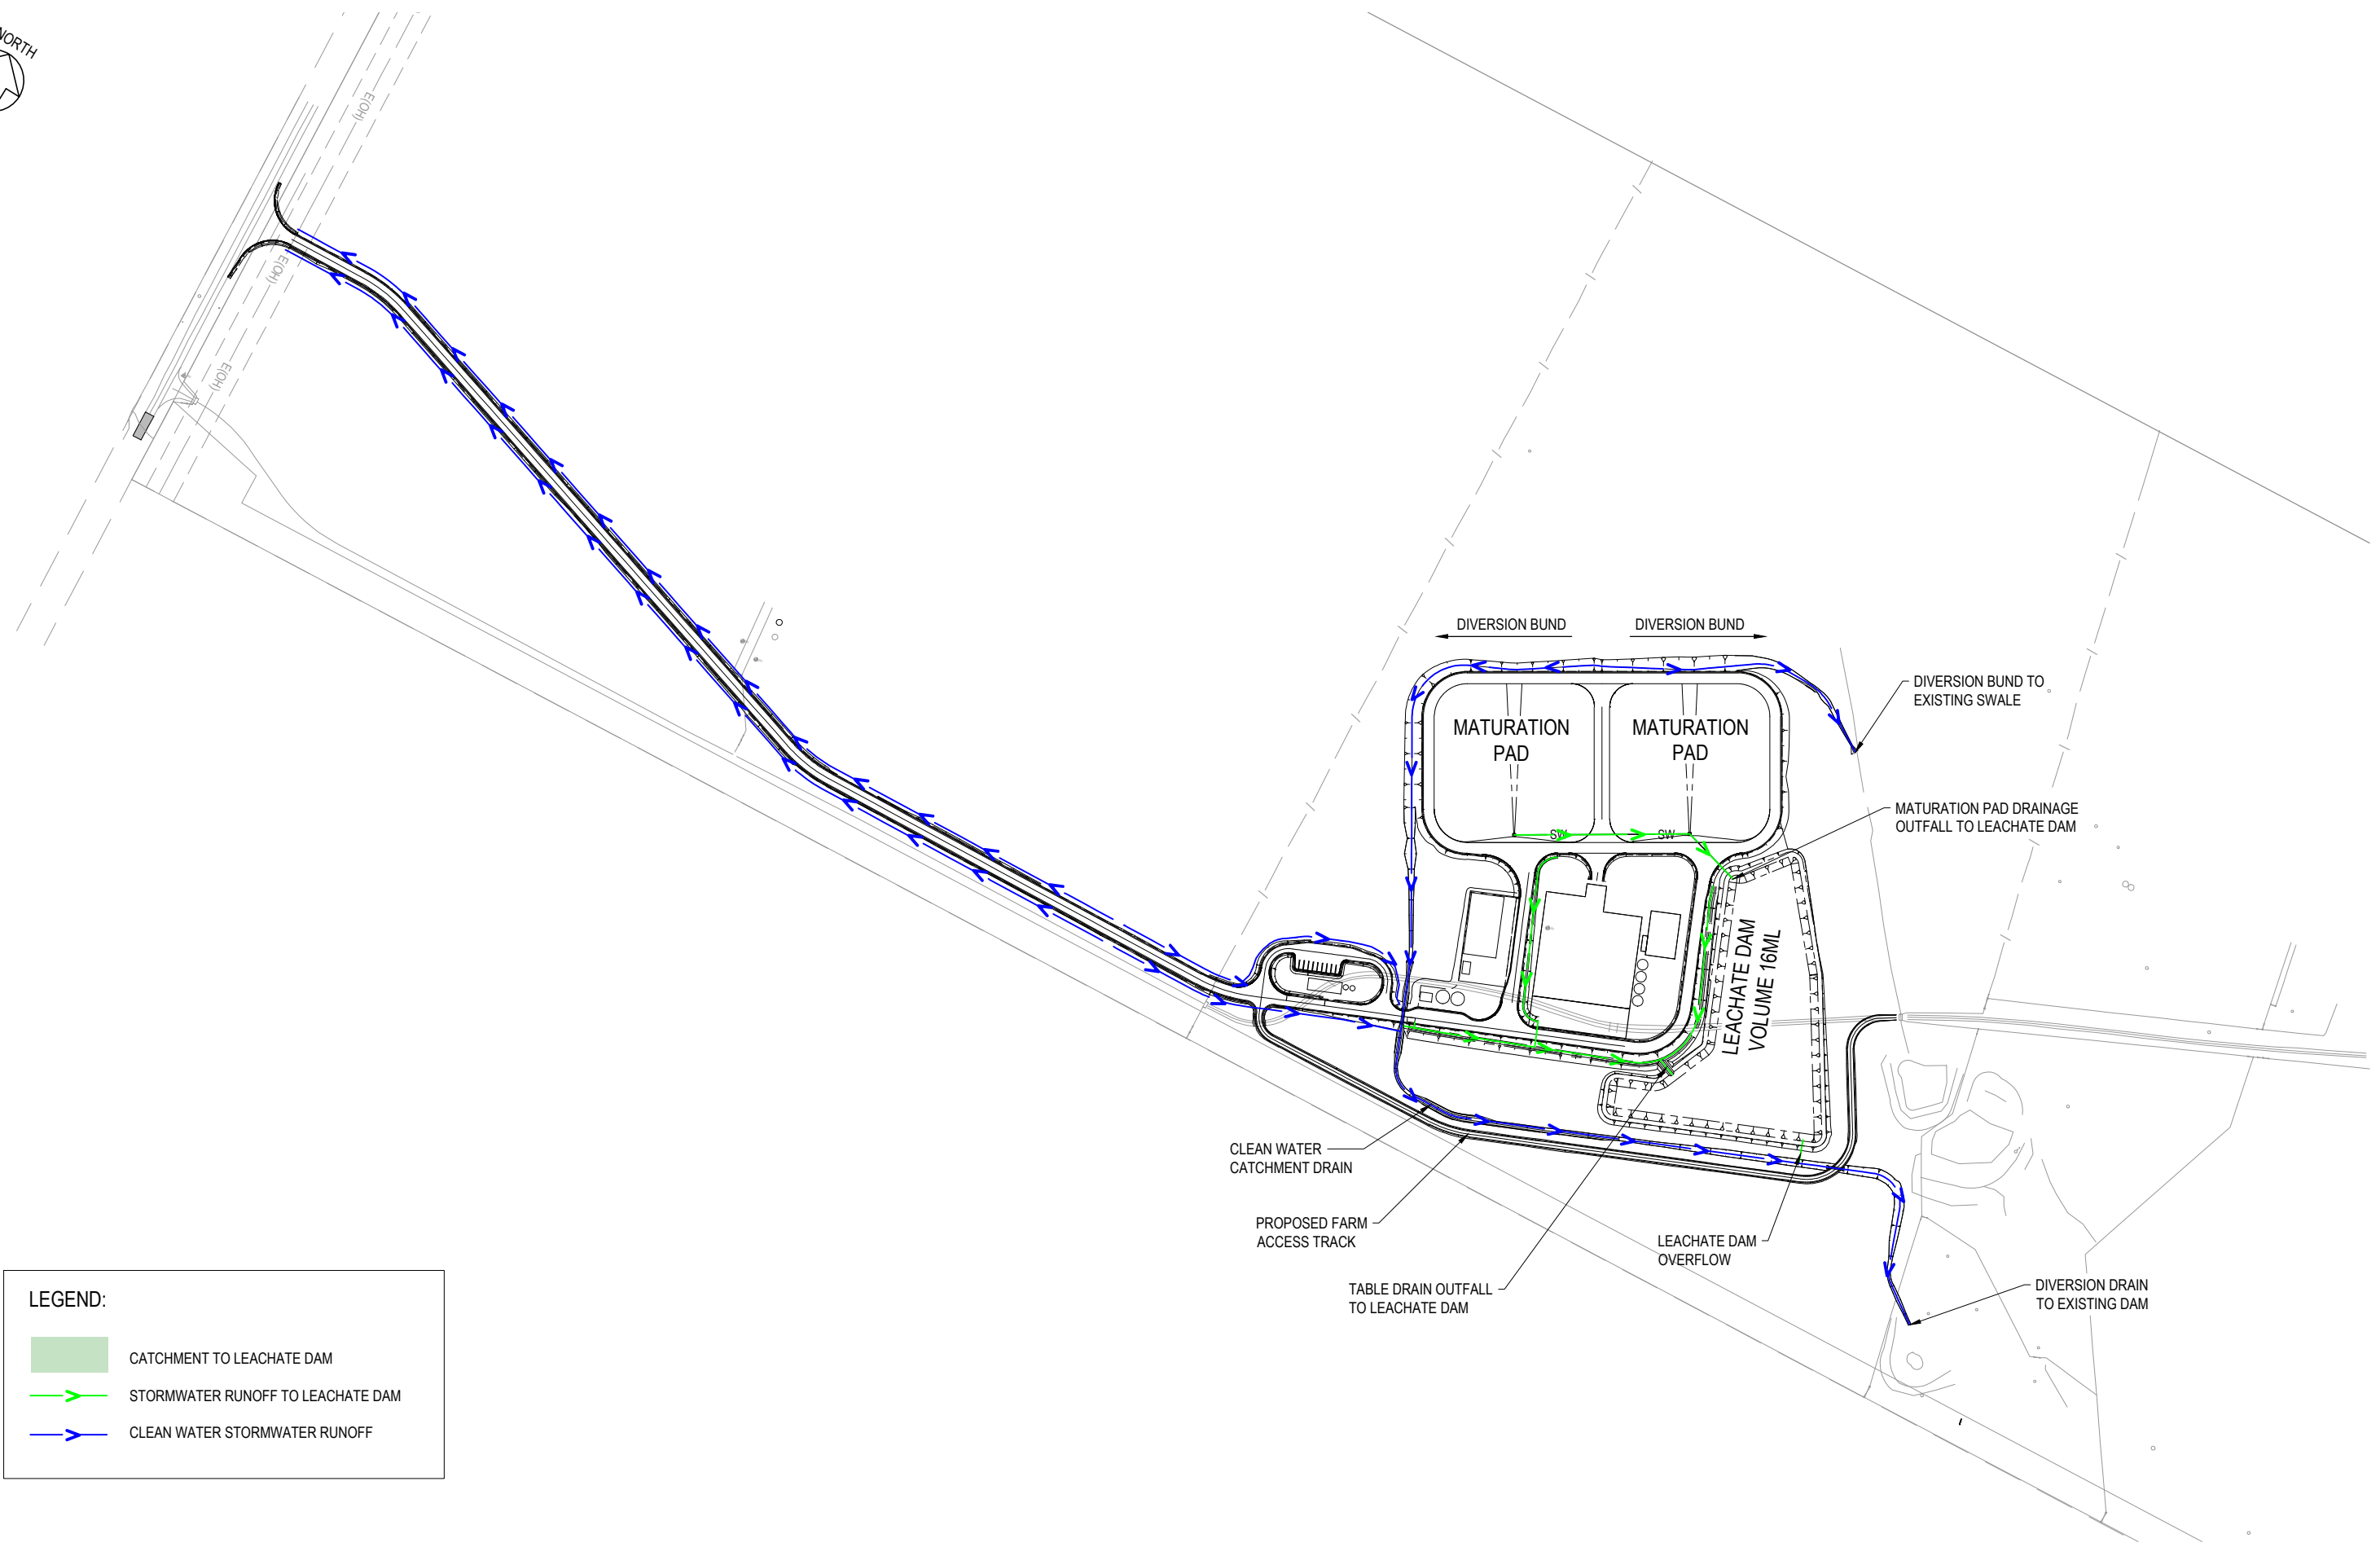 NORTH
E(OH)
E(OH)
E(OH)
DIVERSION BUND
DIVERSION BUND
DIVERSION BUND TO
EXISTING SWALE
MATURATION
PAD
MATURATION
PAD
MATURATION PAD DRAINAGE
OUTFALL TO LEACHATE DAM
SW
SW
LEACHATE DAM
VOLUME 16ML
CLEAN WATER
CATCHMENT DRAIN
PROPOSED FARM
ACCESS TRACK
LEACHATE DAM
OVERFLOW
TABLE DRAIN OUTFALL
TO LEACHATE DAM
DIVERSION DRAIN
TO EXISTING DAM
LEGEND:
CATCHMENT TO LEACHATE DAM
STORMWATER RUNOFF TO LEACHATE DAM
CLEAN WATER STORMWATER RUNOFF